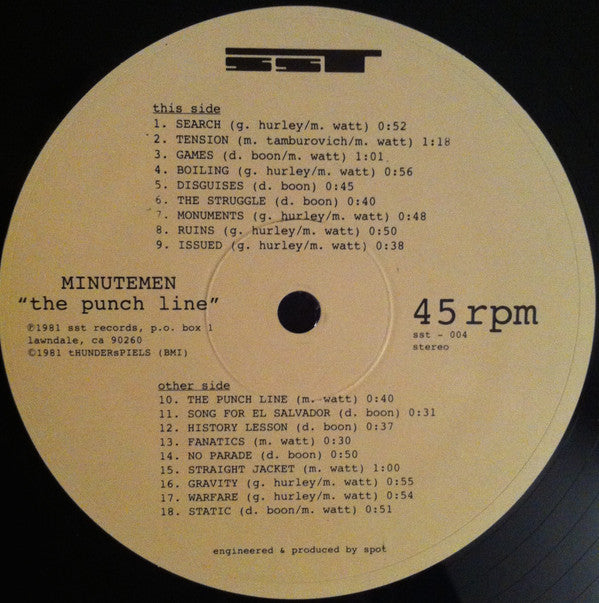 SST
this side
1. SEARCH (g. hurley/m. watt) 0:52
2. TENSION (m. tamburovich/m. watt) 1:18
3. GAMES (d. boon/m. watt) 1:01
4. BOILING (g. hurley/m. watt) 0:56
5. DISGUISES (d. boon) 0:45
6. THE STRUGGLE (d. boon) 0:40
7. MONUMENTS (g. hurley/m. watt) 0:48
8. RUINS (g. hurley/m. watt) 0:50
9. ISSUED (g. hurley/m. watt) 0:38
MINUTEMEN
"the punch line"
℗1981 sst records, p.o. box 1
lawndale, ca 90260
©1981 tHUNDERsPIELS (BMI)
45 rpm
sst - 004
stereo
other side
10. THE PUNCH LINE (m. watt) 0:40
11. SONG FOR EL SALVADOR (d. boon) 0:31
12. HISTORY LESSON (d. boon) 0:37
13. FANATICS (m. watt) 0:30
14. NO PARADE (d. boon) 0:50
15. STRAIGHT JACKET (m. watt) 1:00
16. GRAVITY (g. hurley/m. watt) 0:55
17. WARFARE (g. hurley/m. watt) 0:54
18. STATIC (d. boon/m. watt) 0:51
engineered & produced by spot